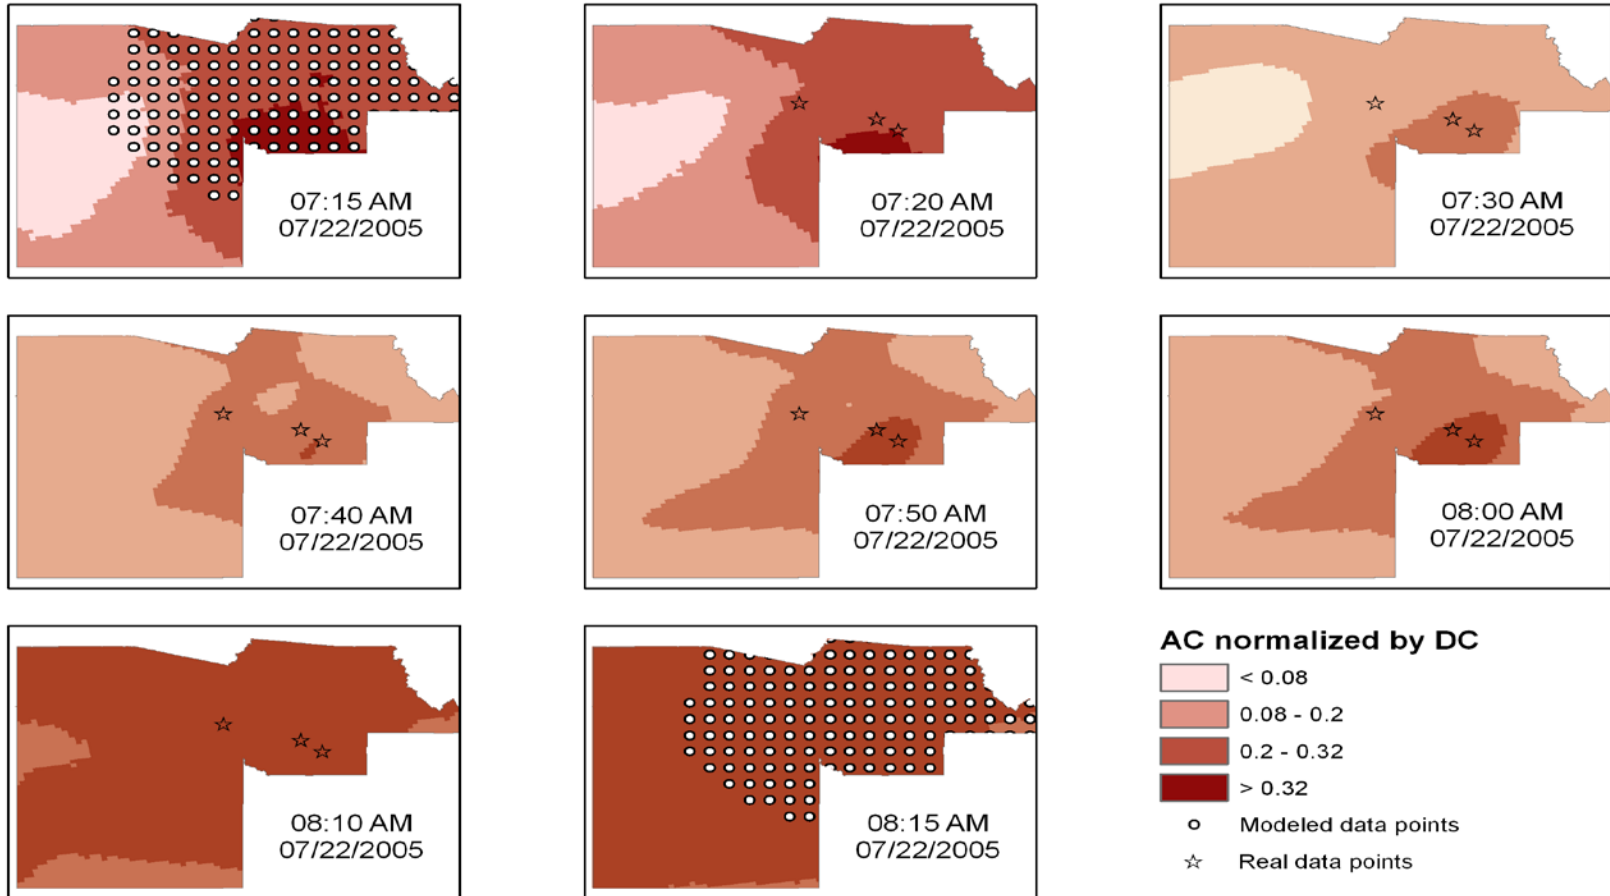 07:15 AM
07/22/2005
07:20 AM
07/22/2005
07:30 AM
07/22/2005
07:40 AM
07/22/2005
07:50 AM
07/22/2005
08:00 AM
07/22/2005
08:10 AM
07/22/2005
08:15 AM
07/22/2005
AC normalized by DC
< 0.08
0.08 - 0.2
0.2 - 0.32
> 0.32
Modeled data points
Real data points